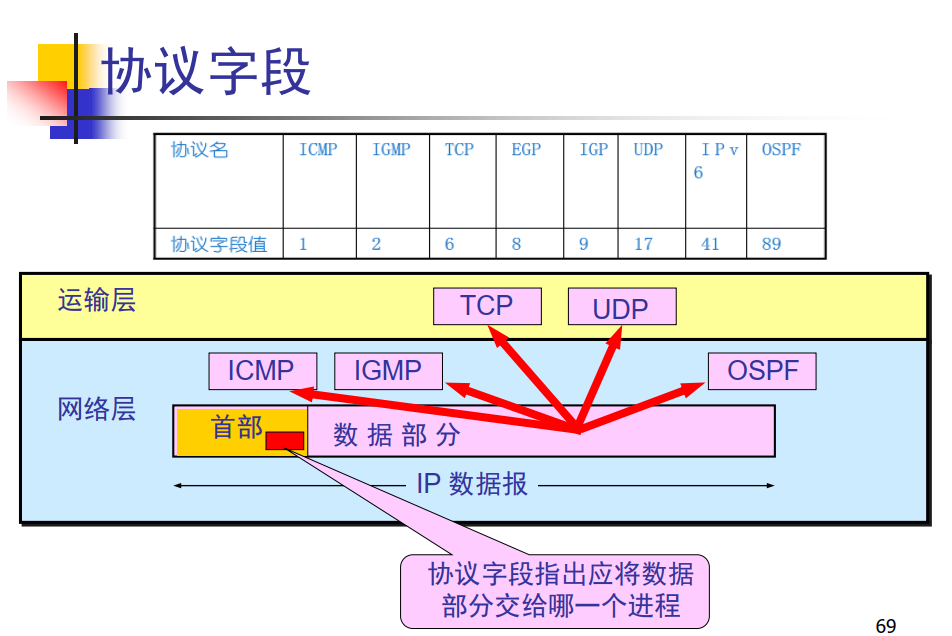 协议字段
协议名 ICMP IGMP TCP EGP IGP UDP IPv
6 OSPF
协议字段值 1 2 6 8 9 17 41 89
运输层
TCP UDP
ICMP IGMP OSPF
网络层
首部 数据部分
IP 数据报
协议字段指出应将数据
部分交给哪一个进程
69